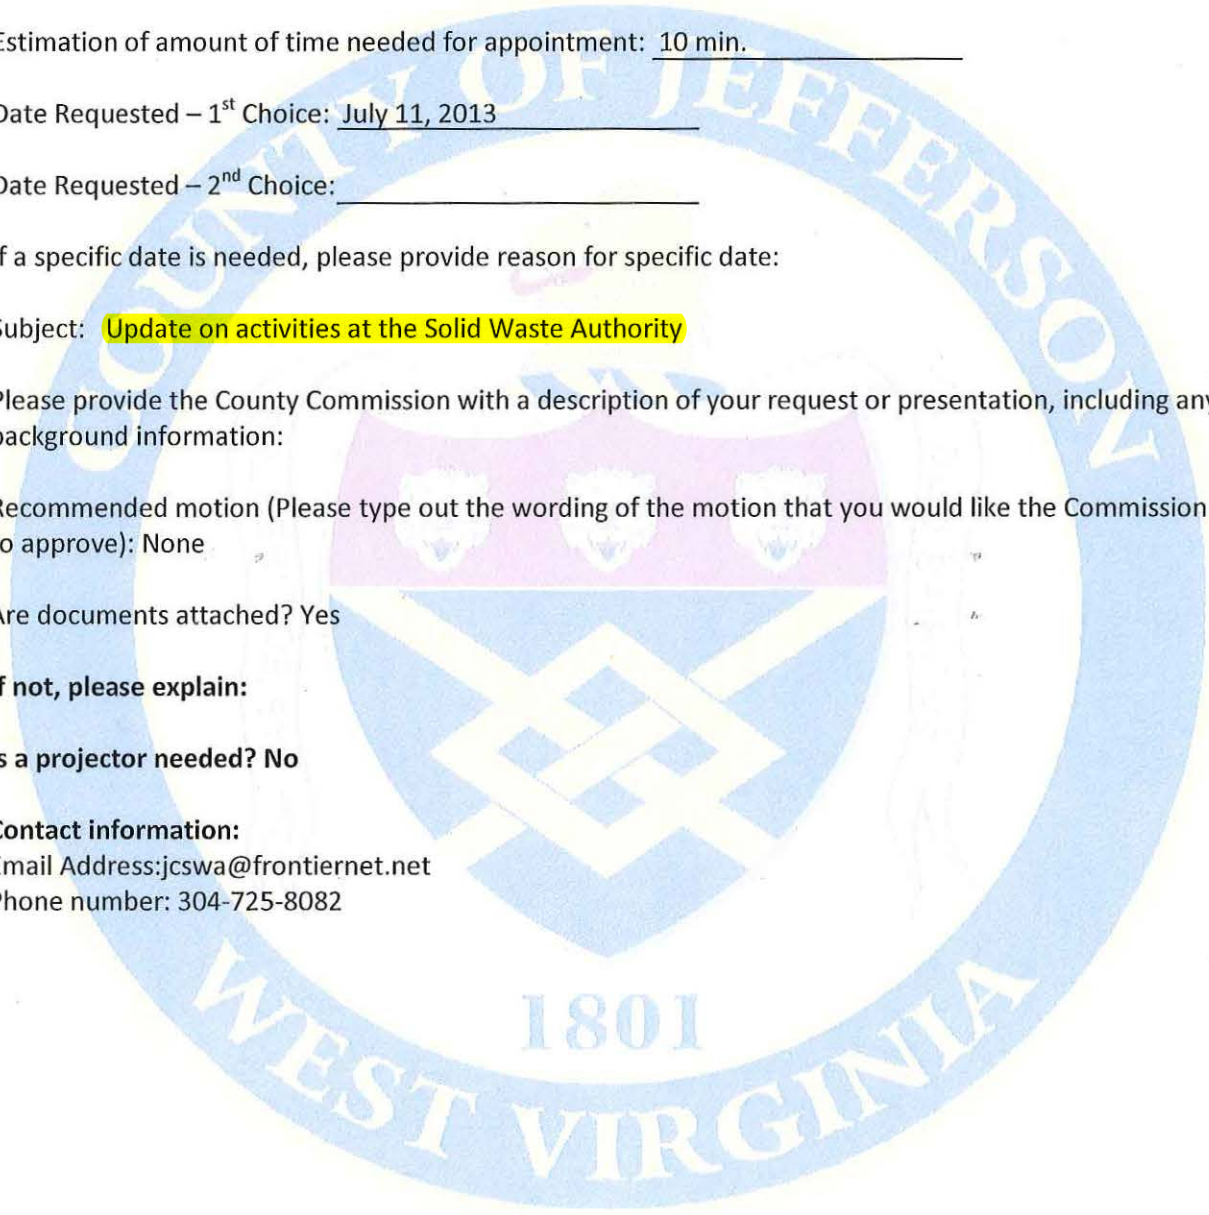 Estimation of amount of time needed for appointment: 10 min.
Date Requested – 1st Choice: July 11, 2013
Date Requested – 2nd Choice:
If a specific date is needed, please provide reason for specific date:
Subject: Update on activities at the Solid Waste Authority
Please provide the County Commission with a description of your request or presentation, including any
background information:
Recommended motion (Please type out the wording of the motion that you would like the Commission
to approve): None
Are documents attached? Yes
If not, please explain:
Is a projector needed? No
Contact information:
Email Address:jcswa@frontiernet.net
Phone number: 304-725-8082
COUNTY OF JEFFERSON
1801
WEST VIRGINIA